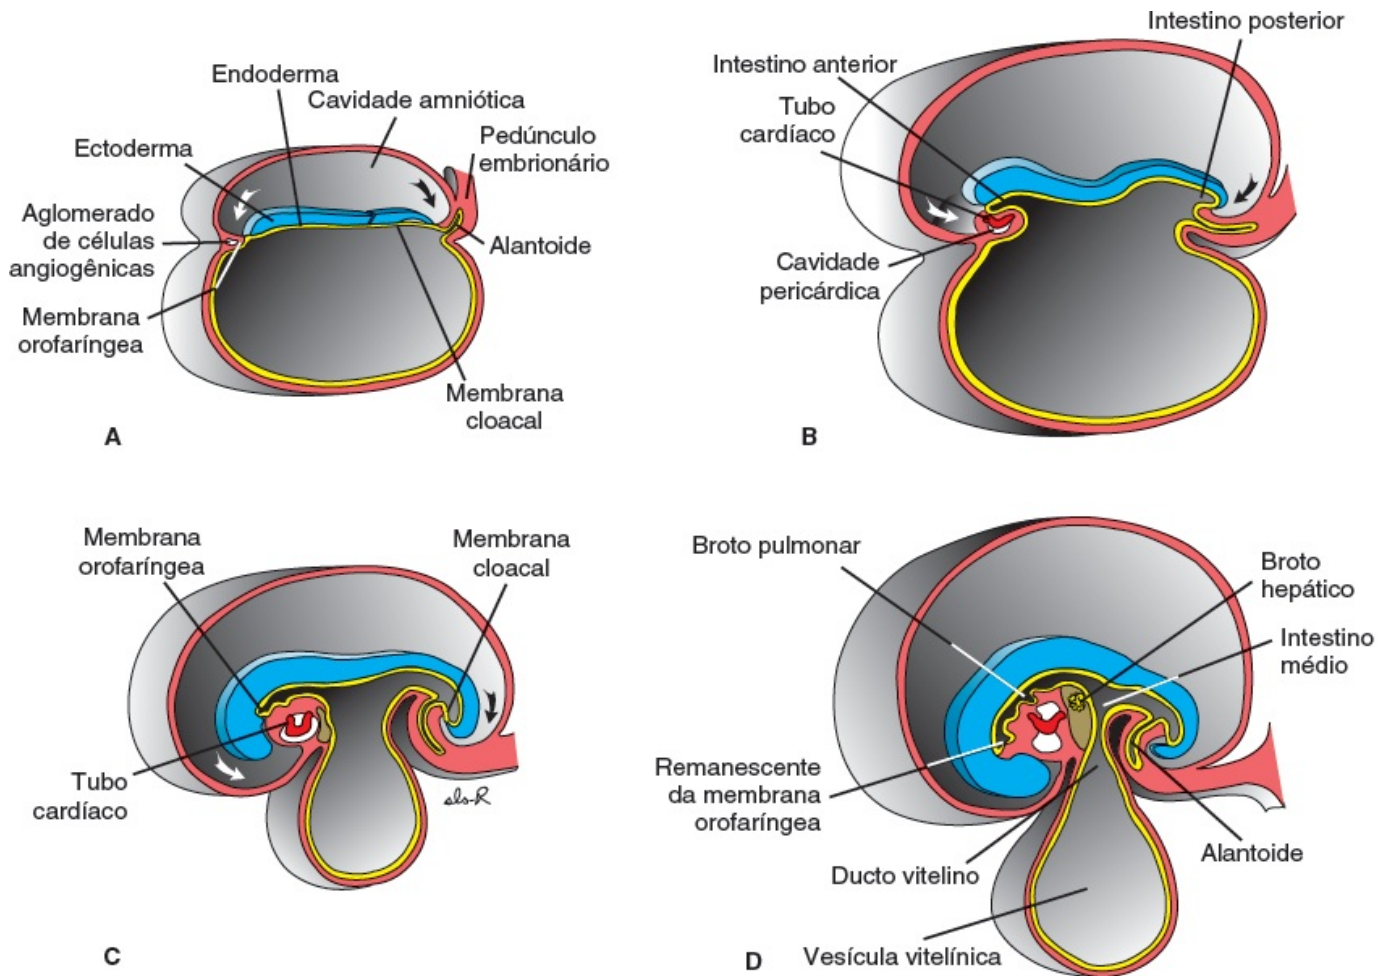 Endoderma
Cavidade amniótica
Ectoderma
Pedúnculo
embrionário
Aglomerado
de células
angiogênicas
Alantoide
Membrana
orofaríngea
Membrana
cloacal
A
Intestino posterior
Intestino anterior
Tubo
cardíaco
Cavidade
pericárdica
B
Membrana
orofaríngea
Membrana
cloacal
Tubo
cardíaco
sls-R
C
Broto pulmonar
Broto
hepático
Intestino
médio
Remanescente
da membrana
orofaríngea
Alantoide
Ducto vitelino
Vesícula vitelínica
D